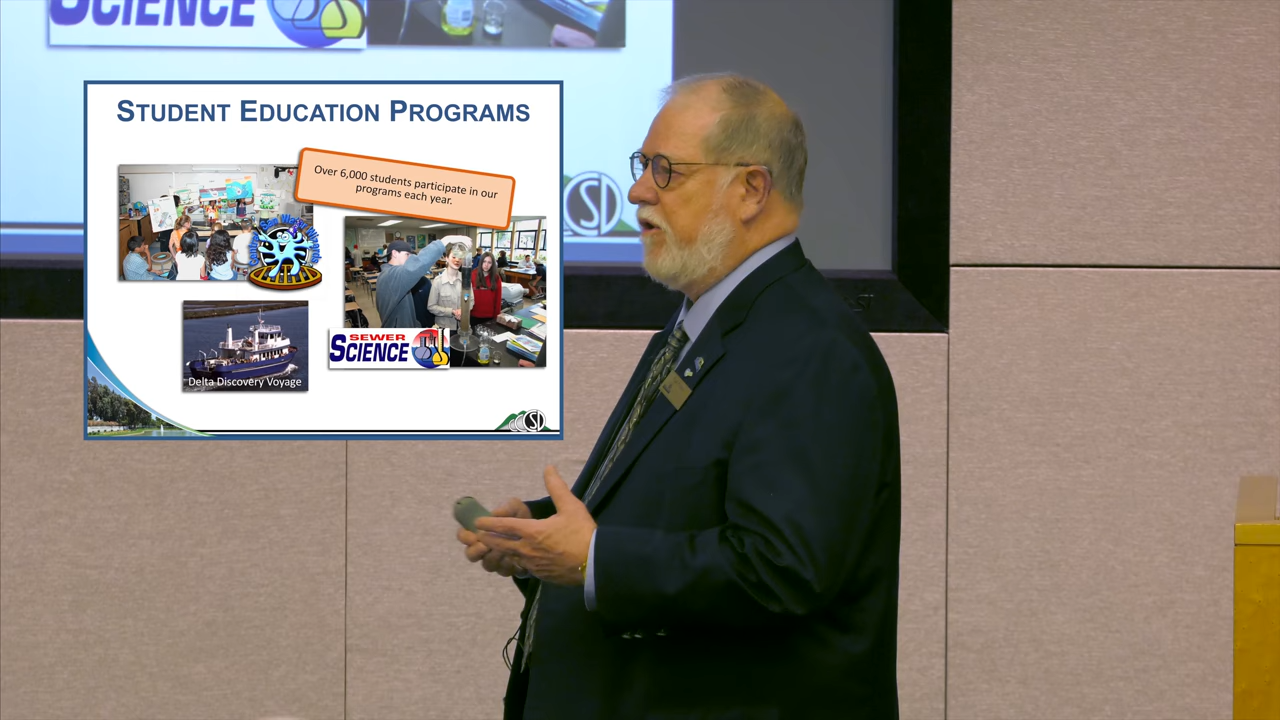 SCIENCE
STUDENT EDUCATION PROGRAMS
Over 6,000 students participate in our
programs each year.
SEWER
SCIENCE
Delta Discovery Voyage